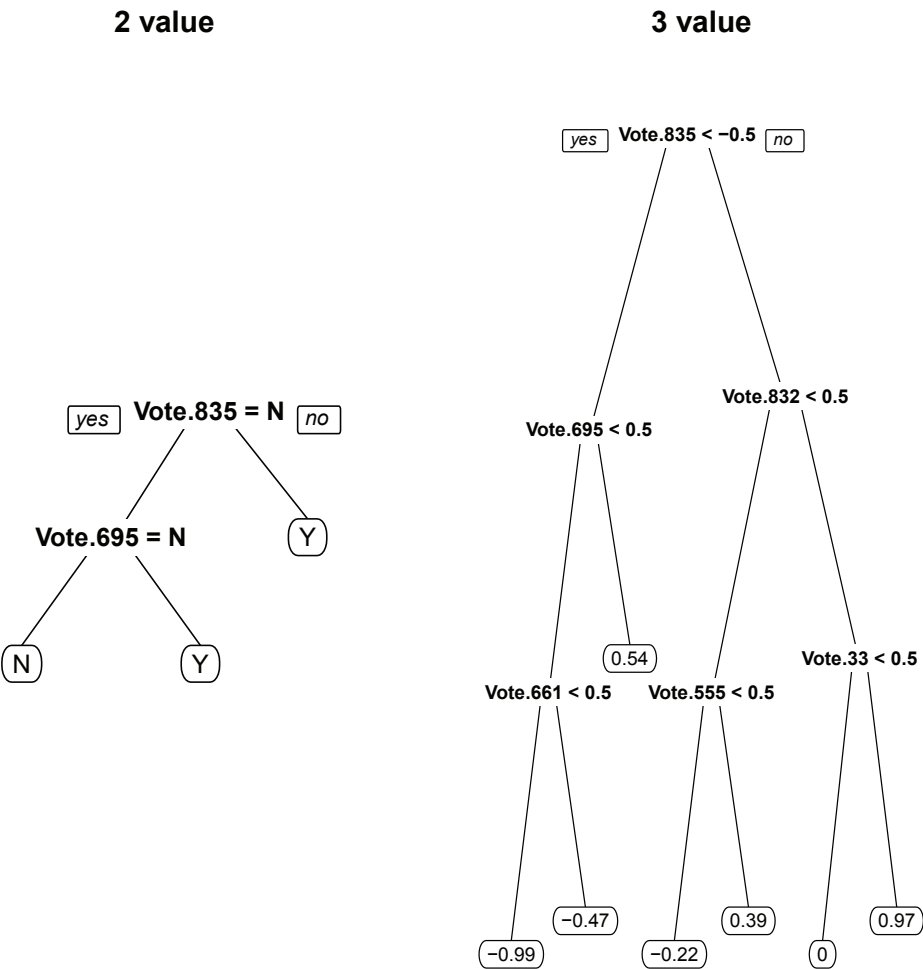 2 value
yes
Vote.835 = N
no
Vote.695 = N
Y
N
Y
3 value
yes
Vote.835 < −0.5
no
Vote.832 < 0.5
Vote.695 < 0.5
0.54
Vote.33 < 0.5
Vote.661 < 0.5
Vote.555 < 0.5
−0.47
0.39
0.97
−0.99
−0.22
0